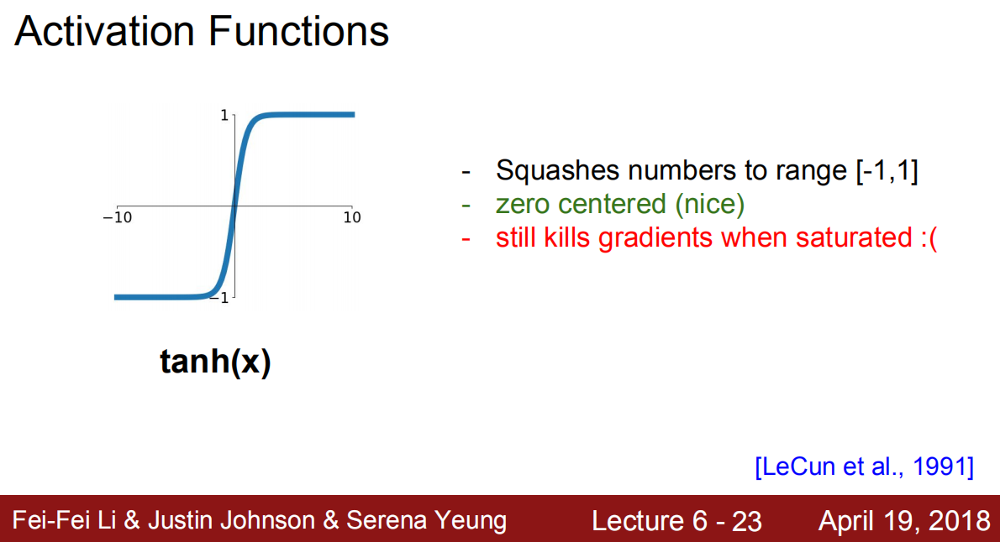 Activation Functions
1
−10
10
−1
tanh(x)
- Squashes numbers to range [-1,1]
- zero centered (nice)
- still kills gradients when saturated :(
[LeCun et al., 1991]
Fei-Fei Li & Justin Johnson & Serena Yeung Lecture 6 - 23 April 19, 2018